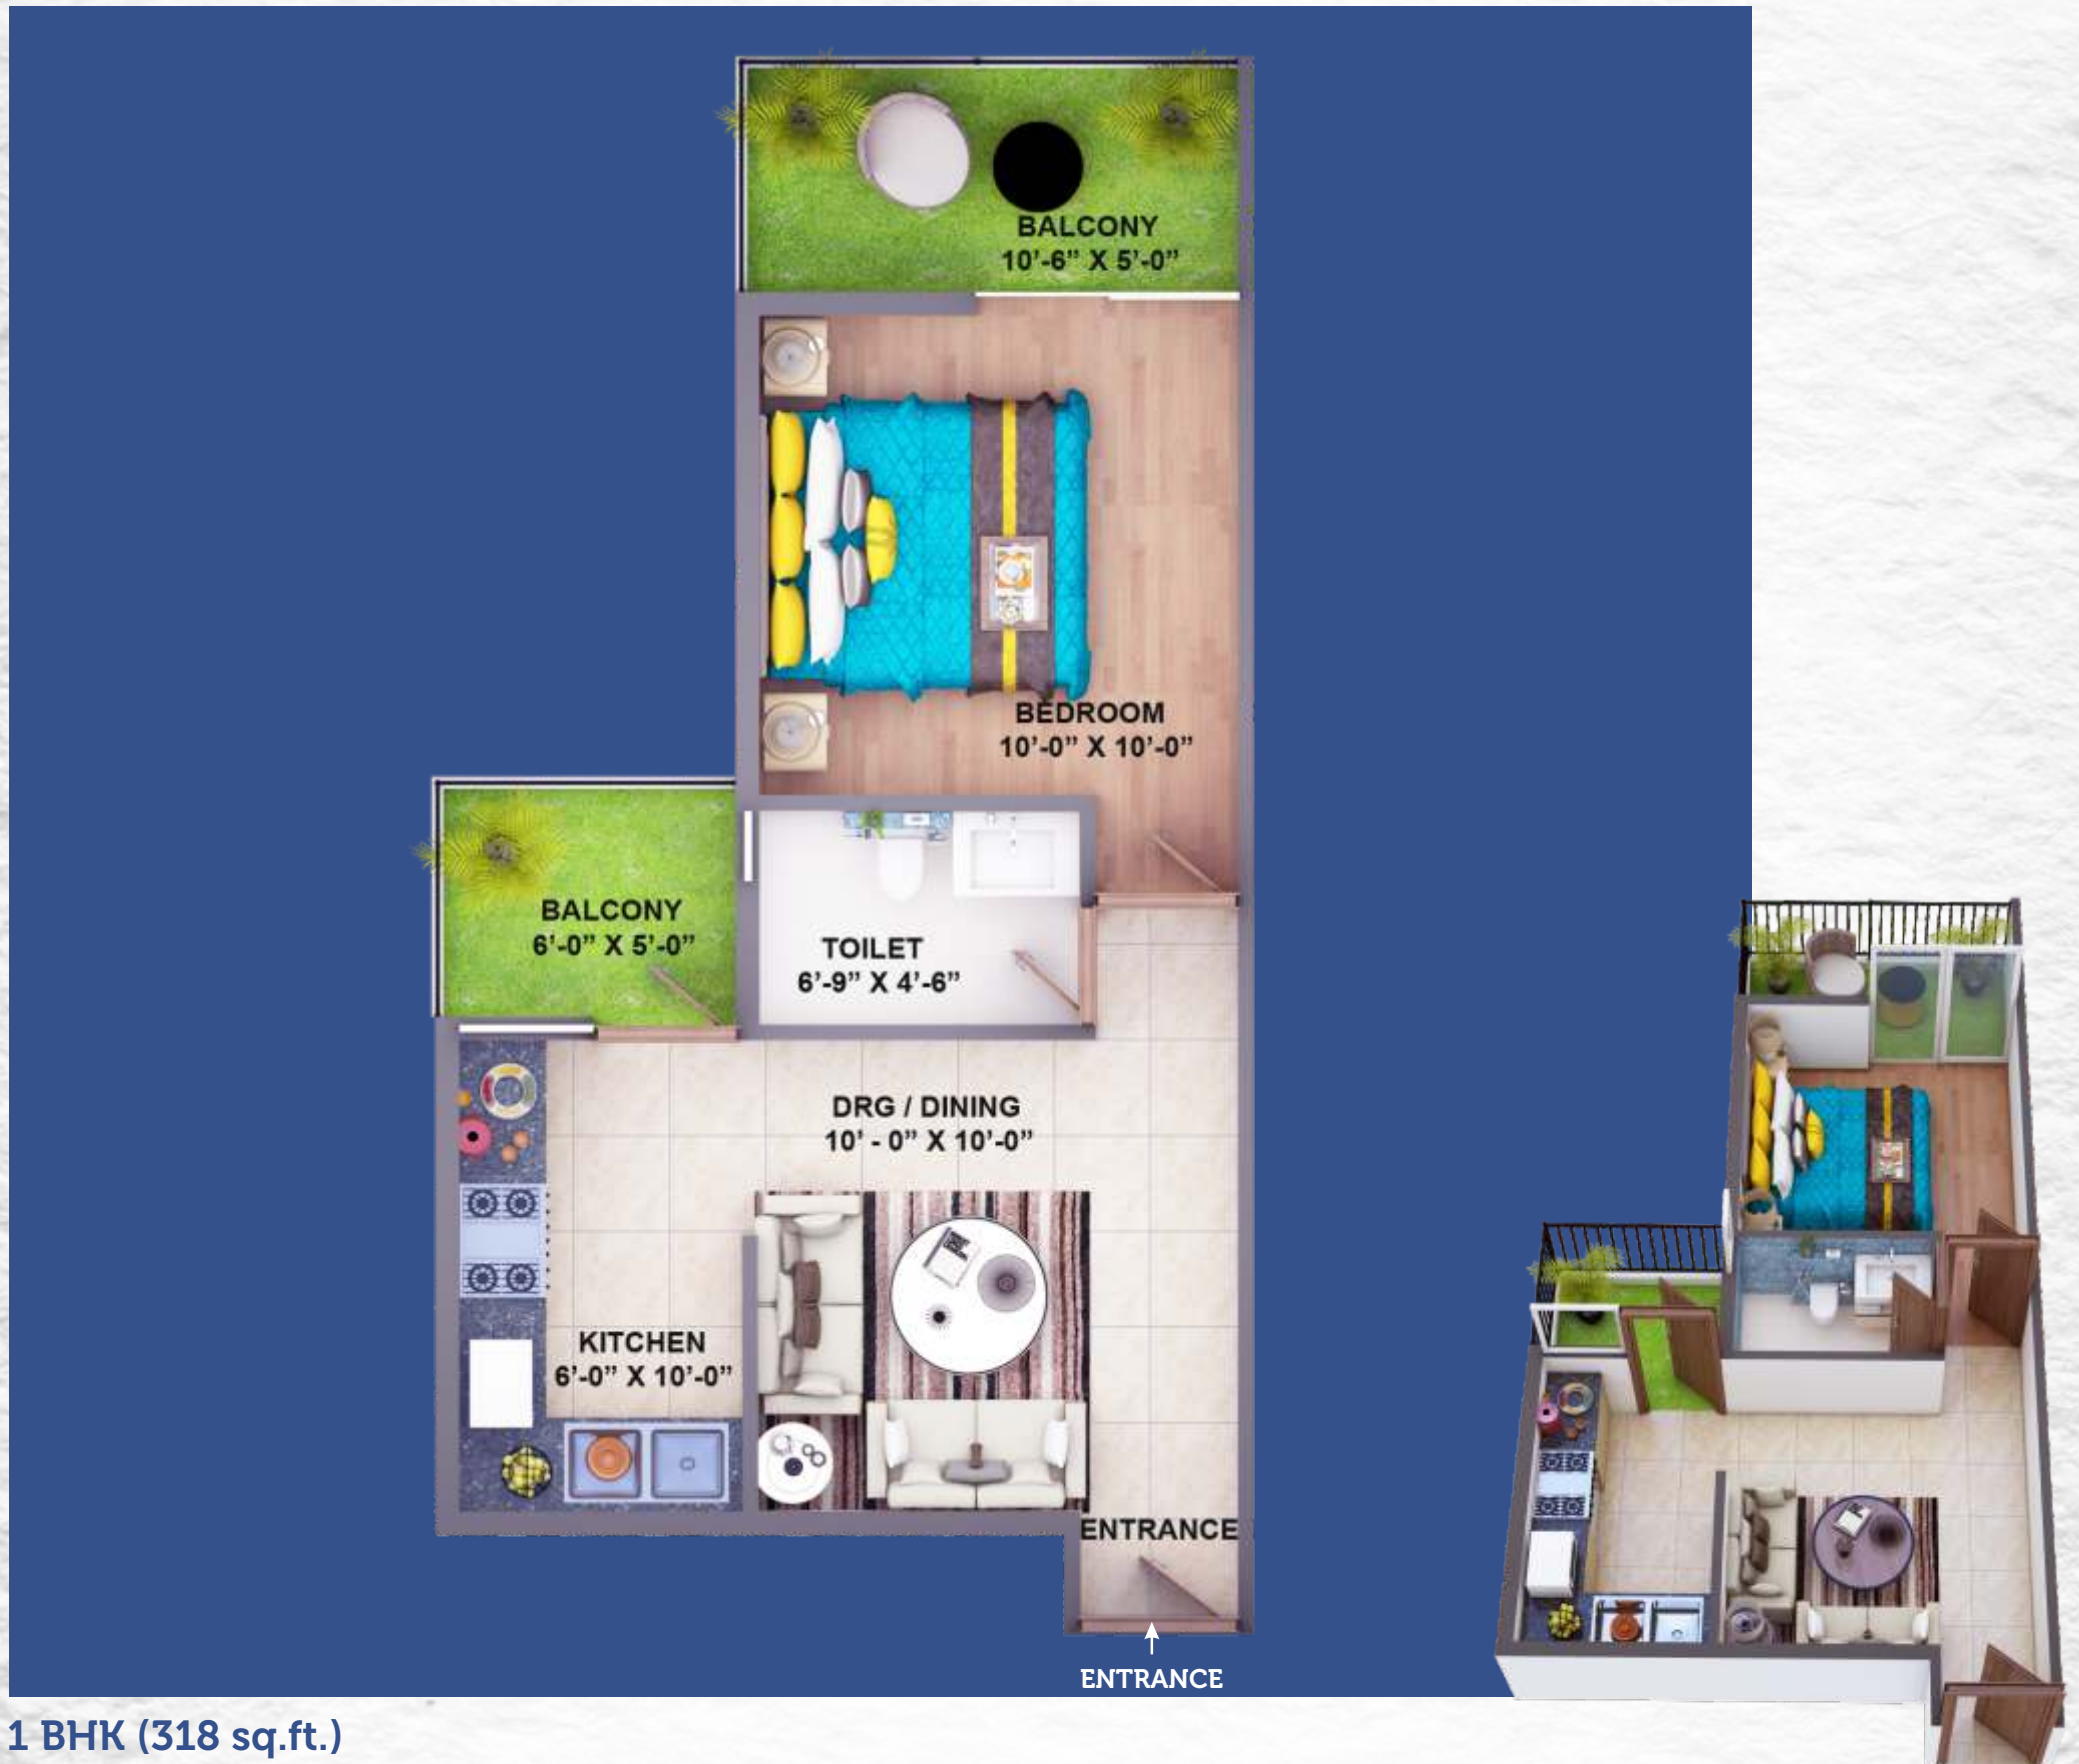 BALCONY
10’-6” X 5’-0”
BEDROOM
10’-0” X 10’-0”
BALCONY
6’-0” X 5’-0”
TOILET
6’-9” X 4’-6”
DRG / DINING
10’ - 0” X 10’-0”
KITCHEN
6’-0” X 10’-0”
ENTRANCE
ENTRANCE
1 BHK (318 sq.ft.)